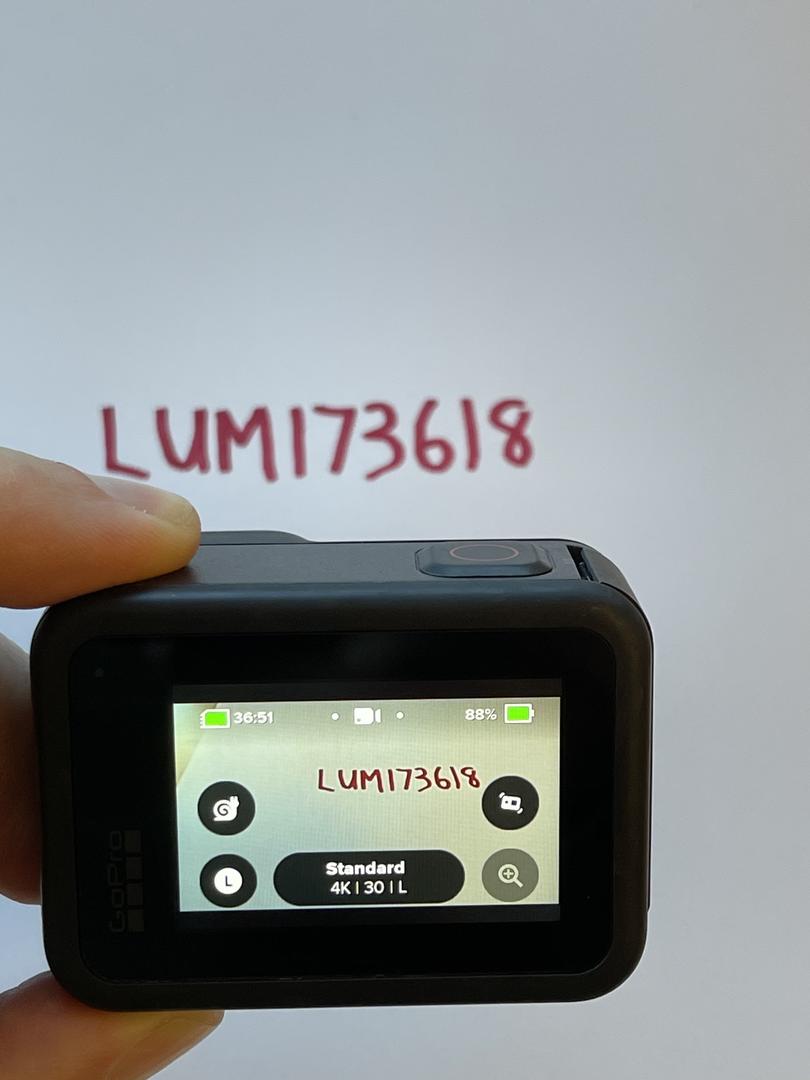 LUM173618
36:51
88%
LUM173618
L
Standard
4K | 30 | L
GoPro